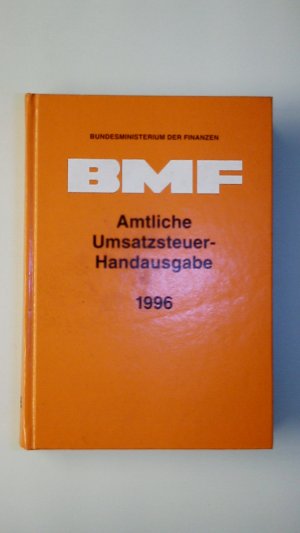 BUNDESMINISTERIUM DER FINANZEN
BMF
Amtliche
Umsatzsteuer-
Handausgabe
1996